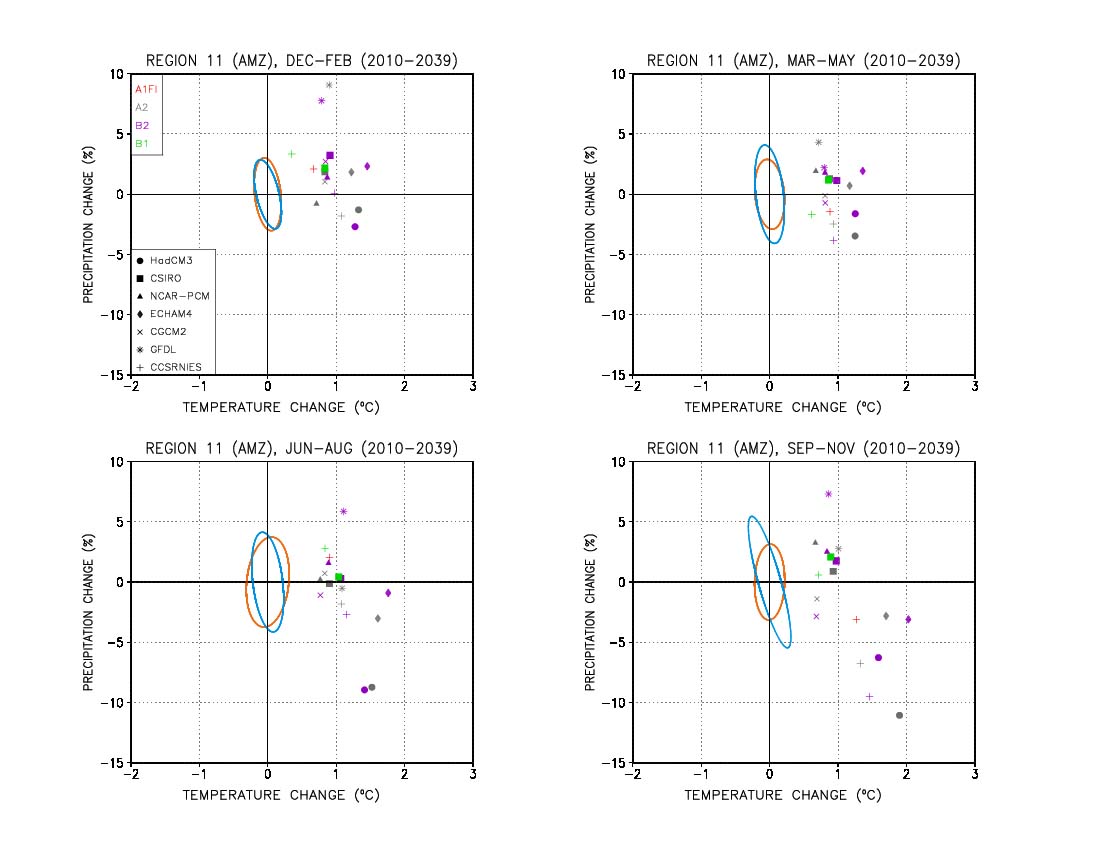 REGION 11 (AMZ), DEC-FEB (2010-2039)
10
5
0
-5
-10
-15
PRECIPITATION CHANGE (%)
A1FI
A2
B2
B1
HadCM3
CSIRO
NCAR-PCM
ECHAM4
CGCM2
GFDL
CCSRNIES
-2 -1 0 1 2 3
TEMPERATURE CHANGE (ºC)
REGION 11 (AMZ), MAR-MAY (2010-2039)
10
5
0
-5
-10
-15
PRECIPITATION CHANGE (%)
-2 -1 0 1 2 3
TEMPERATURE CHANGE (ºC)
REGION 11 (AMZ), JUN-AUG (2010-2039)
10
5
0
-5
-10
-15
PRECIPITATION CHANGE (%)
-2 -1 0 1 2 3
TEMPERATURE CHANGE (ºC)
REGION 11 (AMZ), SEP-NOV (2010-2039)
10
5
0
-5
-10
-15
PRECIPITATION CHANGE (%)
-2 -1 0 1 2 3
TEMPERATURE CHANGE (ºC)